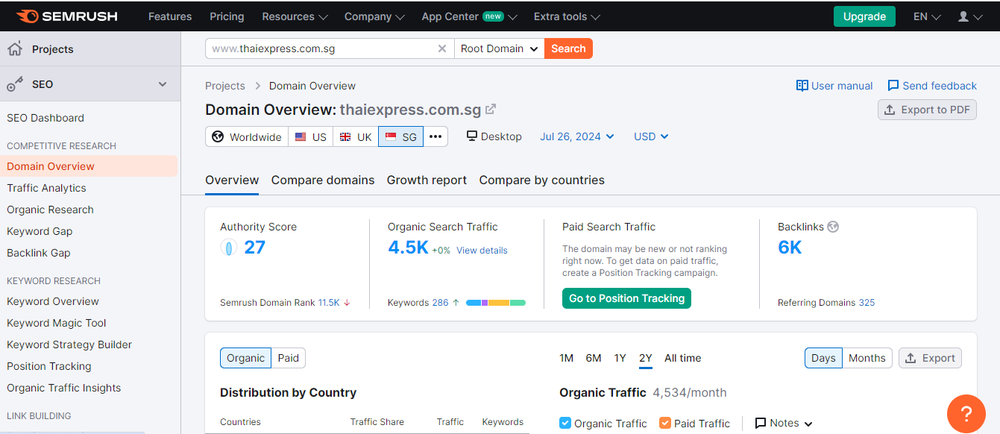 SEMRUSH Features Pricing Resources Company App Center new Extra tools Upgrade EN
Projects
www.thaiexpress.com.sg Root Domain Search
SEO
Projects Domain Overview User manual Send feedback
Domain Overview: thaiexpress.com.sg Export to PDF
Worldwide US UK SG ••• Desktop Jul 26, 2024 USD
SEO Dashboard
COMPETITIVE RESEARCH
Domain Overview
Traffic Analytics
Organic Research
Keyword Gap
Backlink Gap
KEYWORD RESEARCH
Keyword Overview
Keyword Magic Tool
Keyword Strategy Builder
Position Tracking
Organic Traffic Insights
LINK BUILDING
Overview Compare domains Growth report Compare by countries
Authority Score
27
Semrush Domain Rank 11.5K ↓
Organic Search Traffic
4.5K +0% View details
Keywords 286 ↑
Paid Search Traffic
The domain may be new or not ranking
right now. To get data on paid traffic,
create a Position Tracking campaign.
Go to Position Tracking
Backlinks
6K
Referring Domains 325
Organic Paid
Distribution by Country
Countries Traffic Share Traffic Keywords
1M 6M 1Y 2Y All time Days Months Export
Organic Traffic 4,534/month
Organic Traffic Paid Traffic Notes
?